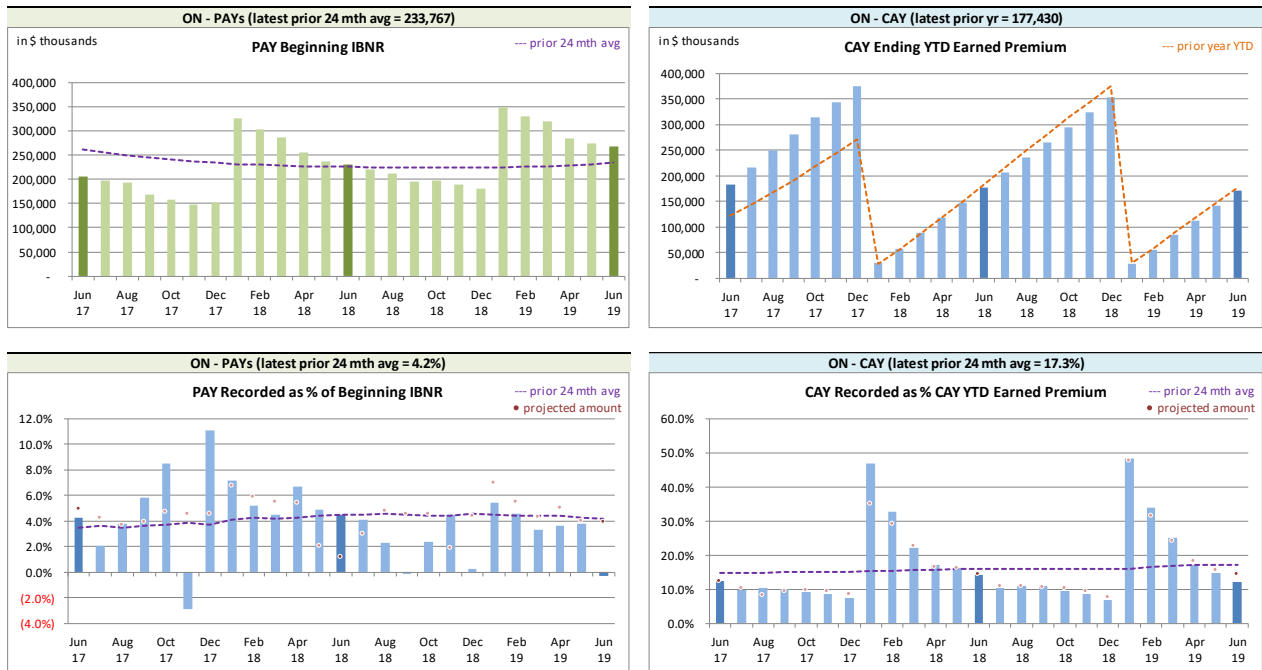 ON - PAYs (latest prior 24 mth avg = 233,767)
in $ thousands
PAY Beginning IBNR
--- prior 24 mth avg
400,000
350,000
300,000
250,000
200,000
150,000
100,000
50,000
-
Jun Aug Oct Dec Feb Apr Jun Aug Oct Dec Feb Apr Jun
17 17 17 17 18 18 18 18 18 18 19 19 19
ON - CAY (latest prior yr = 177,430)
in $ thousands
CAY Ending YTD Earned Premium
--- prior year YTD
400,000
350,000
300,000
250,000
200,000
150,000
100,000
50,000
-
Jun Aug Oct Dec Feb Apr Jun Aug Oct Dec Feb Apr Jun
17 17 17 17 18 18 18 18 18 18 19 19 19
ON - PAYs (latest prior 24 mth avg = 4.2%)
PAY Recorded as % of Beginning IBNR
--- prior 24 mth avg
• projected amount
12.0%
10.0%
8.0%
6.0%
4.0%
2.0%
0.0%
(2.0%)
(4.0%)
Jun Aug Oct Dec Feb Apr Jun Aug Oct Dec Feb Apr Jun
17 17 17 17 18 18 18 18 18 18 19 19 19
ON - CAY (latest prior 24 mth avg = 17.3%)
CAY Recorded as % CAY YTD Earned Premium
--- prior 24 mth avg
• projected amount
60.0%
50.0%
40.0%
30.0%
20.0%
10.0%
0.0%
Jun Aug Oct Dec Feb Apr Jun Aug Oct Dec Feb Apr Jun
17 17 17 17 18 18 18 18 18 18 19 19 19